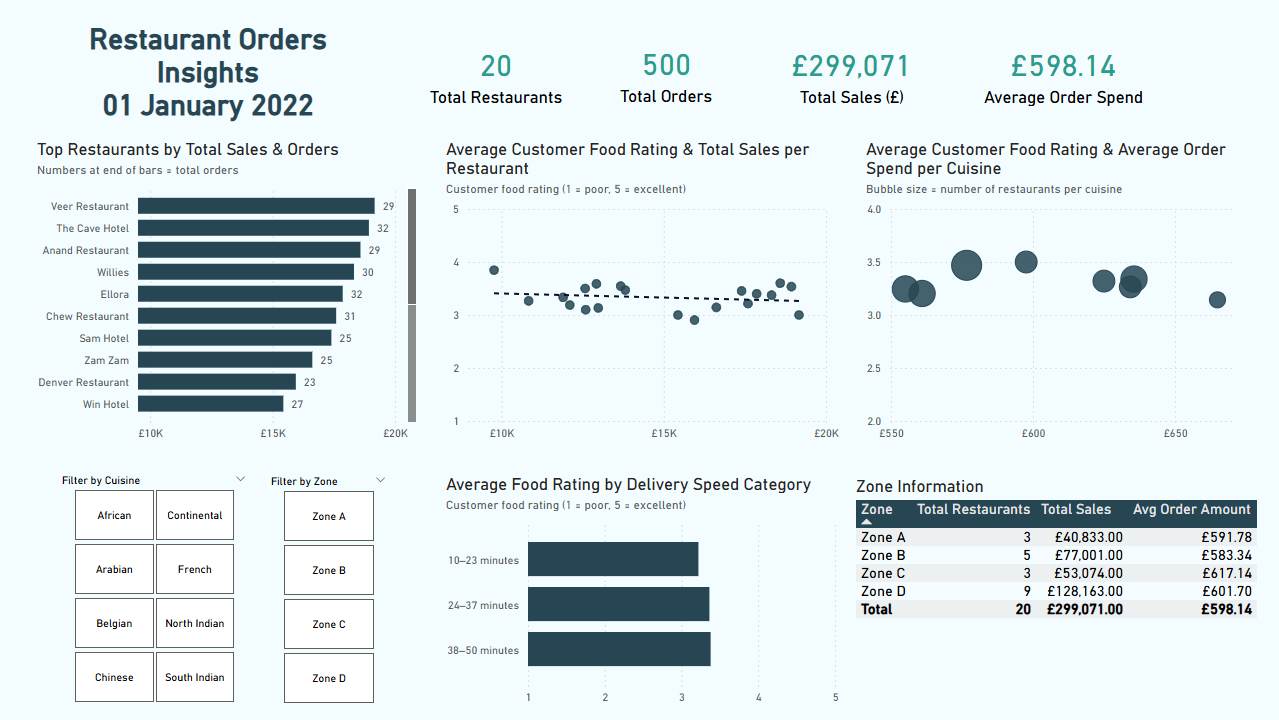 Restaurant Orders
Insights
01 January 2022
20
Total Restaurants
500
Total Orders
£299,071
Total Sales (£)
£598.14
Average Order Spend
Top Restaurants by Total Sales & Orders
Numbers at end of bars = total orders
Veer Restaurant 29
The Cave Hotel 32
Anand Restaurant 29
Willies 30
Ellora 32
Chew Restaurant 31
Sam Hotel 25
Zam Zam 25
Denver Restaurant 23
Win Hotel 27
£10K £15K £20K
Average Customer Food Rating & Total Sales per
Restaurant
Customer food rating (1 = poor, 5 = excellent)
5
4
3
2
1
£10K £15K £20K
Average Customer Food Rating & Average Order
Spend per Cuisine
Bubble size = number of restaurants per cuisine
4.0
3.5
3.0
2.5
2.0
£550 £600 £650
Filter by Cuisine
African Continental
Arabian French
Belgian North Indian
Chinese South Indian
Filter by Zone
Zone A
Zone B
Zone C
Zone D
Average Food Rating by Delivery Speed Category
Customer food rating (1 = poor, 5 = excellent)
10–23 minutes
24–37 minutes
38–50 minutes
1 2 3 4 5
Zone Information
Zone Total Restaurants Total Sales Avg Order Amount
Zone A 3 £40,833.00 £591.78
Zone B 5 £77,001.00 £583.34
Zone C 3 £53,074.00 £617.14
Zone D 9 £128,163.00 £601.70
Total 20 £299,071.00 £598.14